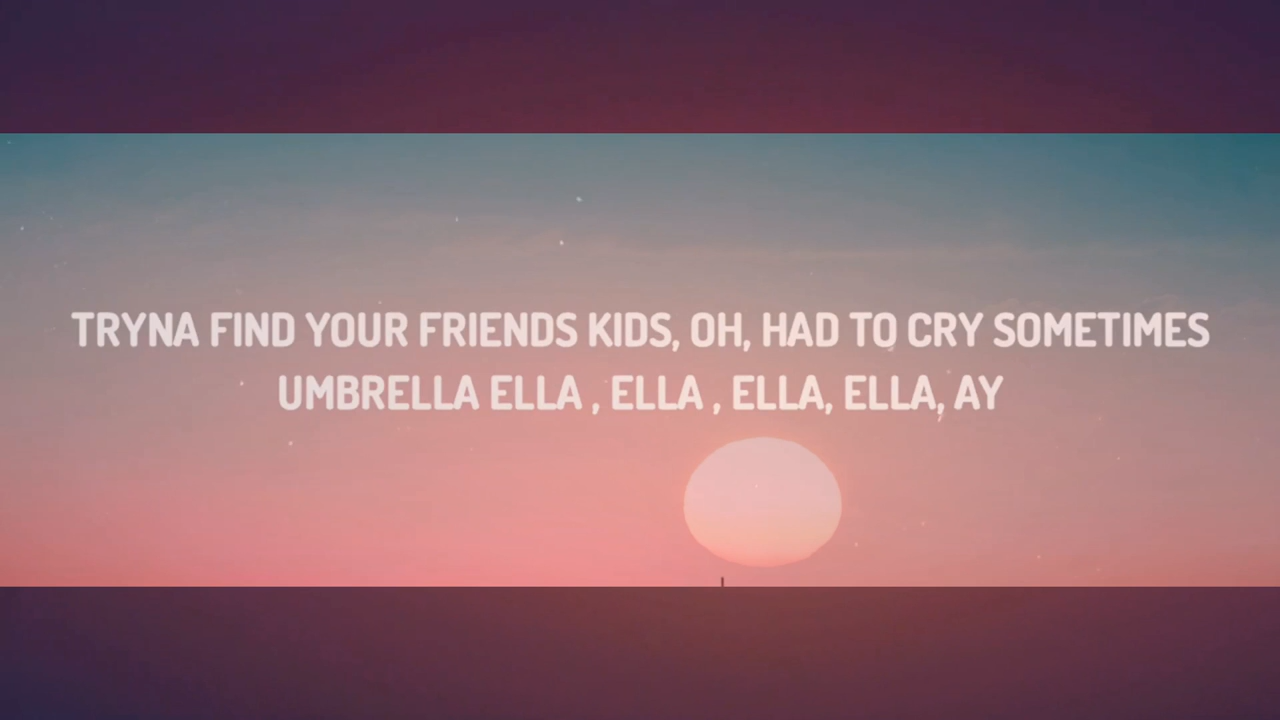 TRYNA FIND YOUR FRIENDS KIDS, OH, HAD TO CRY SOMETIMES
UMBRELLA ELLA , ELLA , ELLA, ELLA, AY